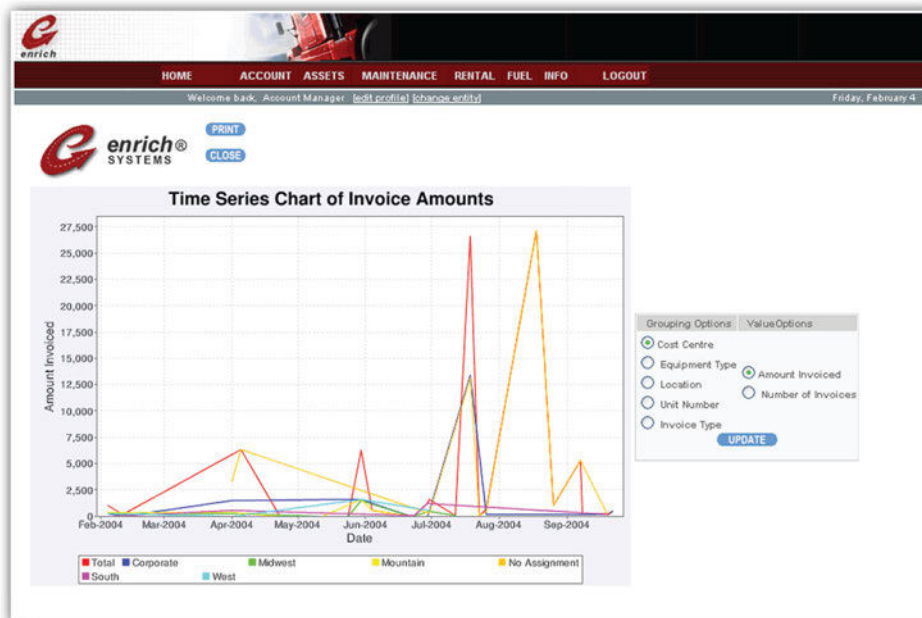 enrich
HOME ACCOUNT ASSETS MAINTENANCE RENTAL FUEL INFO LOGOUT
Welcome back, Account Manager [edit profile] [change entity] Friday, February 4
enrich®
SYSTEMS
PRINT
CLOSE
Time Series Chart of Invoice Amounts
Amount Invoiced
27,500
25,000
22,500
20,000
17,500
15,000
12,500
10,000
7,500
5,000
2,500
0
Feb-2004 Mar-2004 Apr-2004 May-2004 Jun-2004 Jul-2004 Aug-2004 Sep-2004
Date
Total Corporate Midwest Mountain No Assignment
South West
Grouping Options ValueOptions
Cost Centre
Equipment Type
Location
Unit Number
Invoice Type
Amount Invoiced
Number of Invoices
UPDATE